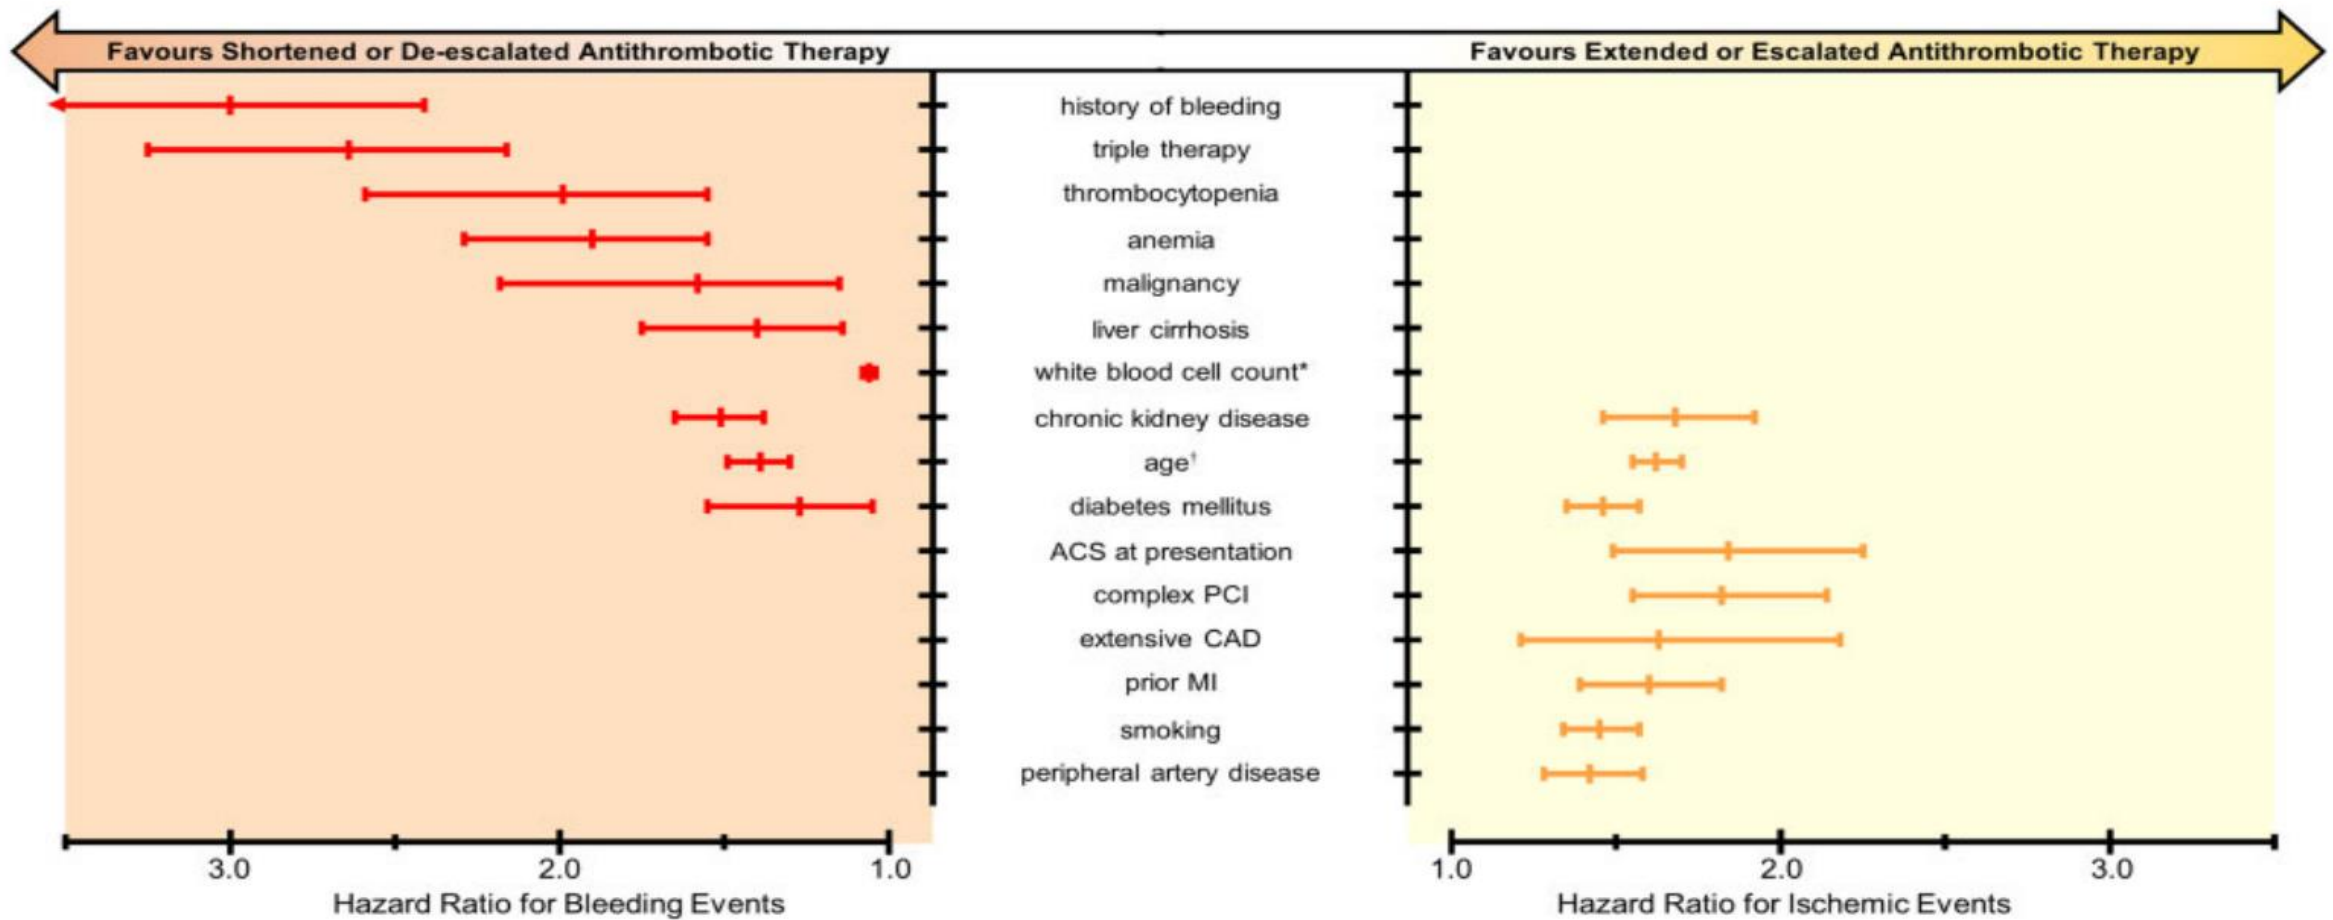 Favours Shortened or De-escalated Antithrombotic Therapy
Favours Extended or Escalated Antithrombotic Therapy
history of bleeding
triple therapy
thrombocytopenia
anemia
malignancy
liver cirrhosis
white blood cell count*
chronic kidney disease
age†
diabetes mellitus
ACS at presentation
complex PCI
extensive CAD
prior MI
smoking
peripheral artery disease
3.0 2.0 1.0
Hazard Ratio for Bleeding Events
1.0 2.0 3.0
Hazard Ratio for Ischemic Events